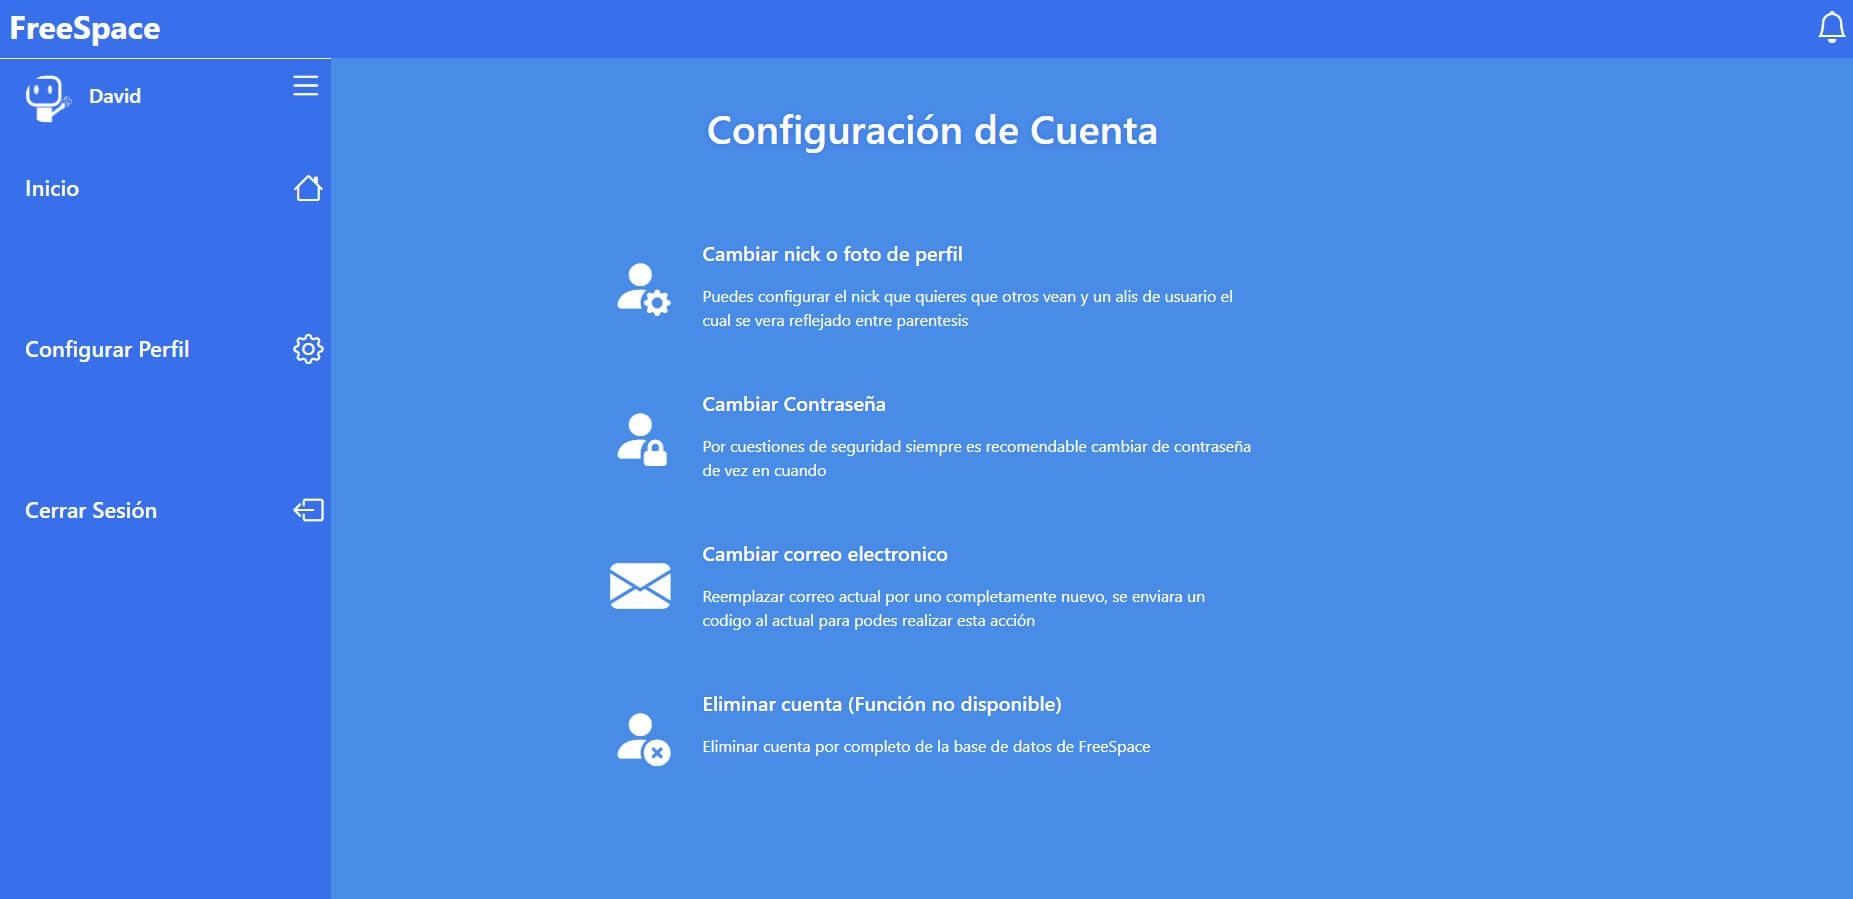 FreeSpace
David
Inicio
Configurar Perfil
Cerrar Sesión
Configuración de Cuenta
Cambiar nick o foto de perfil
Puedes configurar el nick que quieres que otros vean y un alis de usuario el
cual se vera reflejado entre parentesis
Cambiar Contraseña
Por cuestiones de seguridad siempre es recomendable cambiar de contraseña
de vez en cuando
Cambiar correo electronico
Reemplazar correo actual por uno completamente nuevo, se enviara un
codigo al actual para podes realizar esta acción
Eliminar cuenta (Función no disponible)
Eliminar cuenta por completo de la base de datos de FreeSpace